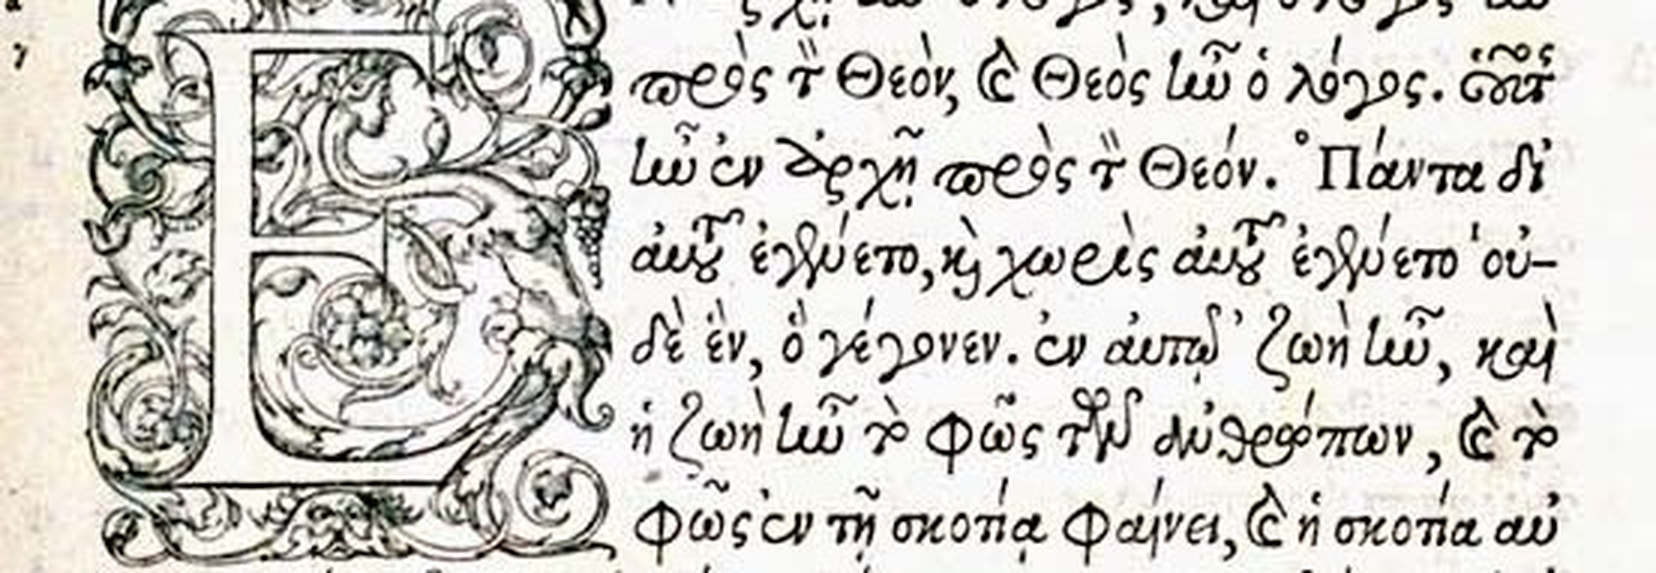 γ
πρὸς τὸν Θεὸν, καὶ Θεὸς ἦν ὁ λόγος. οὗτος
ἦν ἐν ἀρχῇ πρὸς τὸν Θεόν. Πάντα δι'
αὐτοῦ ἐγένετο, καὶ χωρὶς αὐτοῦ ἐγένετο οὐ-
δὲ ἓν, ὃ γέγονεν. ἐν αὐτῷ ζωὴ ἦν, καὶ
ἡ ζωὴ ἦν τὸ φῶς τῶν ἀνθρώπων, καὶ τὸ
φῶς ἐν τῇ σκοτίᾳ φαίνει, καὶ ἡ σκοτία αὐ